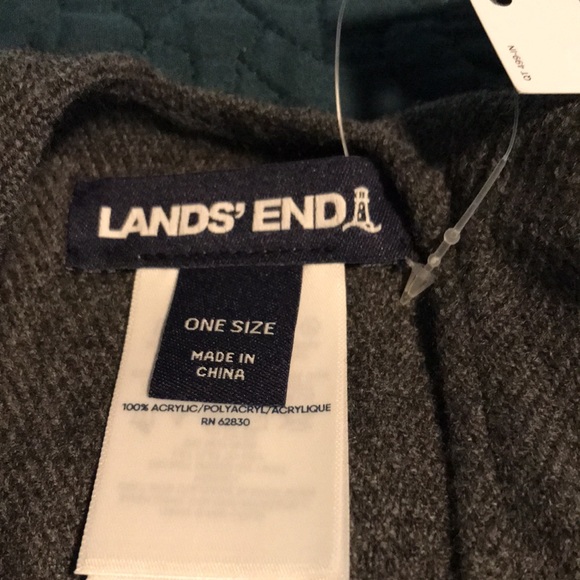 LANDS' END
ONE SIZE
MADE IN
CHINA
100% ACRYLIC/POLYACRYL/ACRYLIQUE
RN 62830